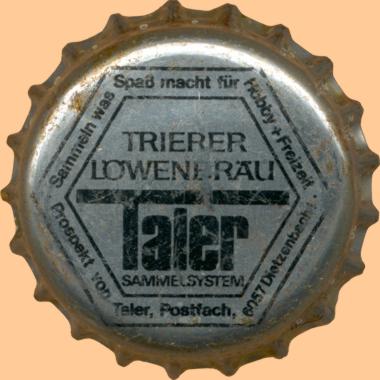 Sammeln was Spaß macht für Hobby + Freizeit
TRIERER
LÖWENBRÄU
Taler
SAMMELSYSTEM
Prospekt von Taler, Postfach, 6057 Dietzenbach